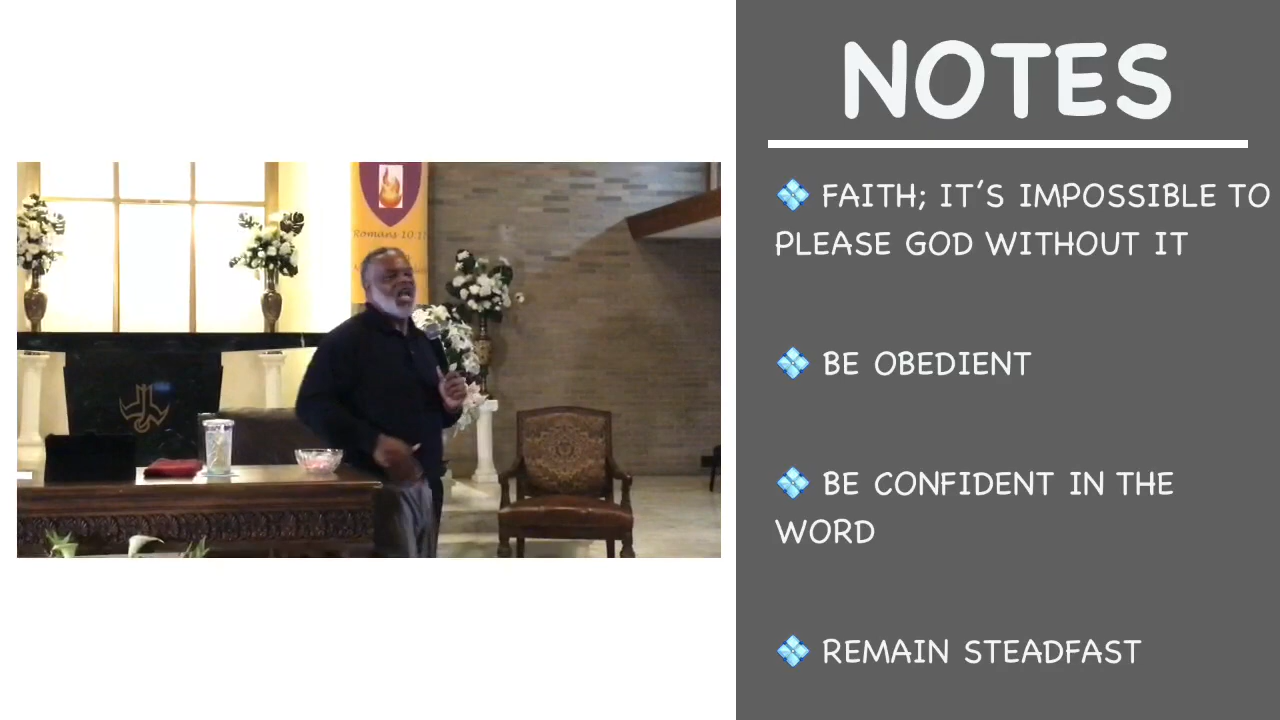 NOTES
💠 FAITH; IT'S IMPOSSIBLE TO
PLEASE GOD WITHOUT IT
💠 BE OBEDIENT
💠 BE CONFIDENT IN THE
WORD
💠 REMAIN STEADFAST
Romans 10:1